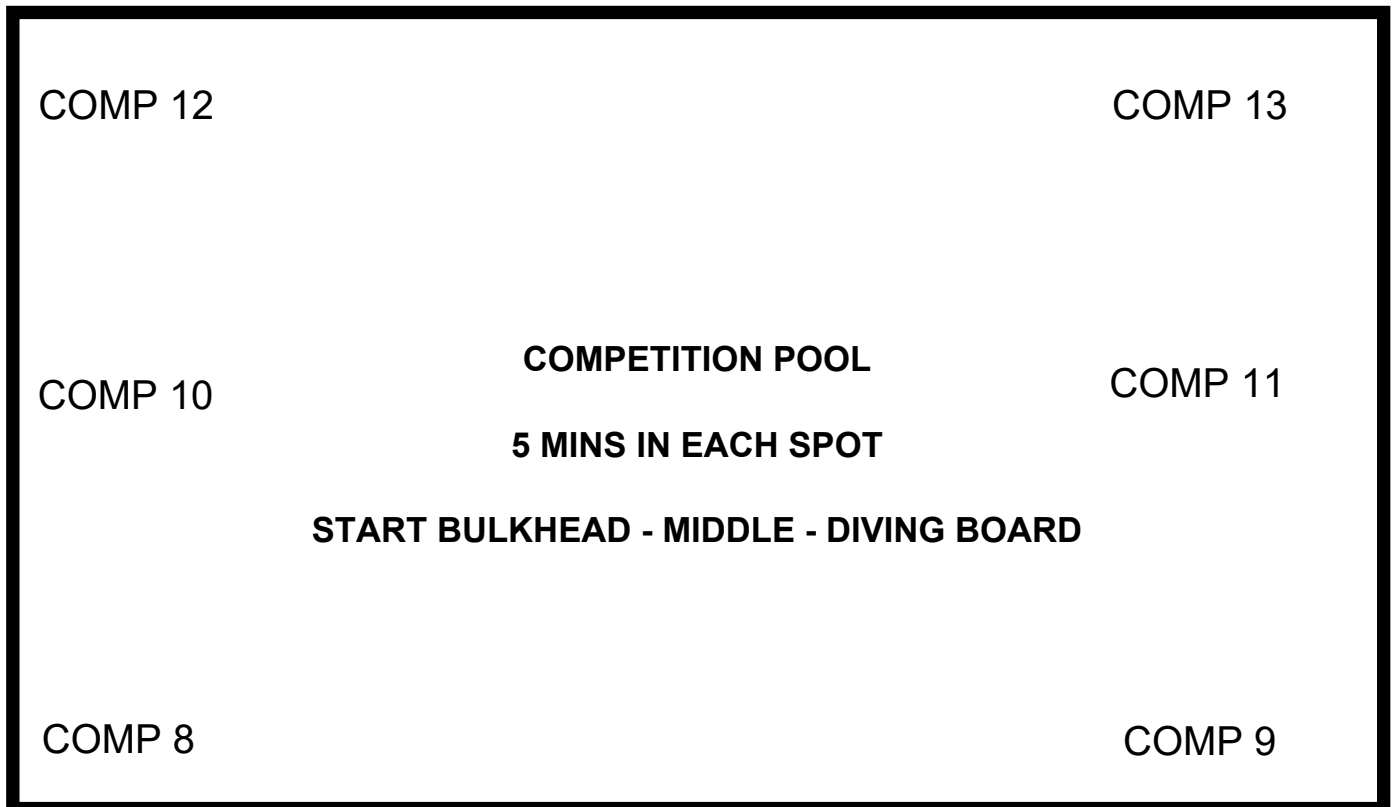 COMP 12
COMP 13
COMPETITION POOL
COMP 10
COMP 11
5 MINS IN EACH SPOT
START BULKHEAD - MIDDLE - DIVING BOARD
COMP 8
COMP 9